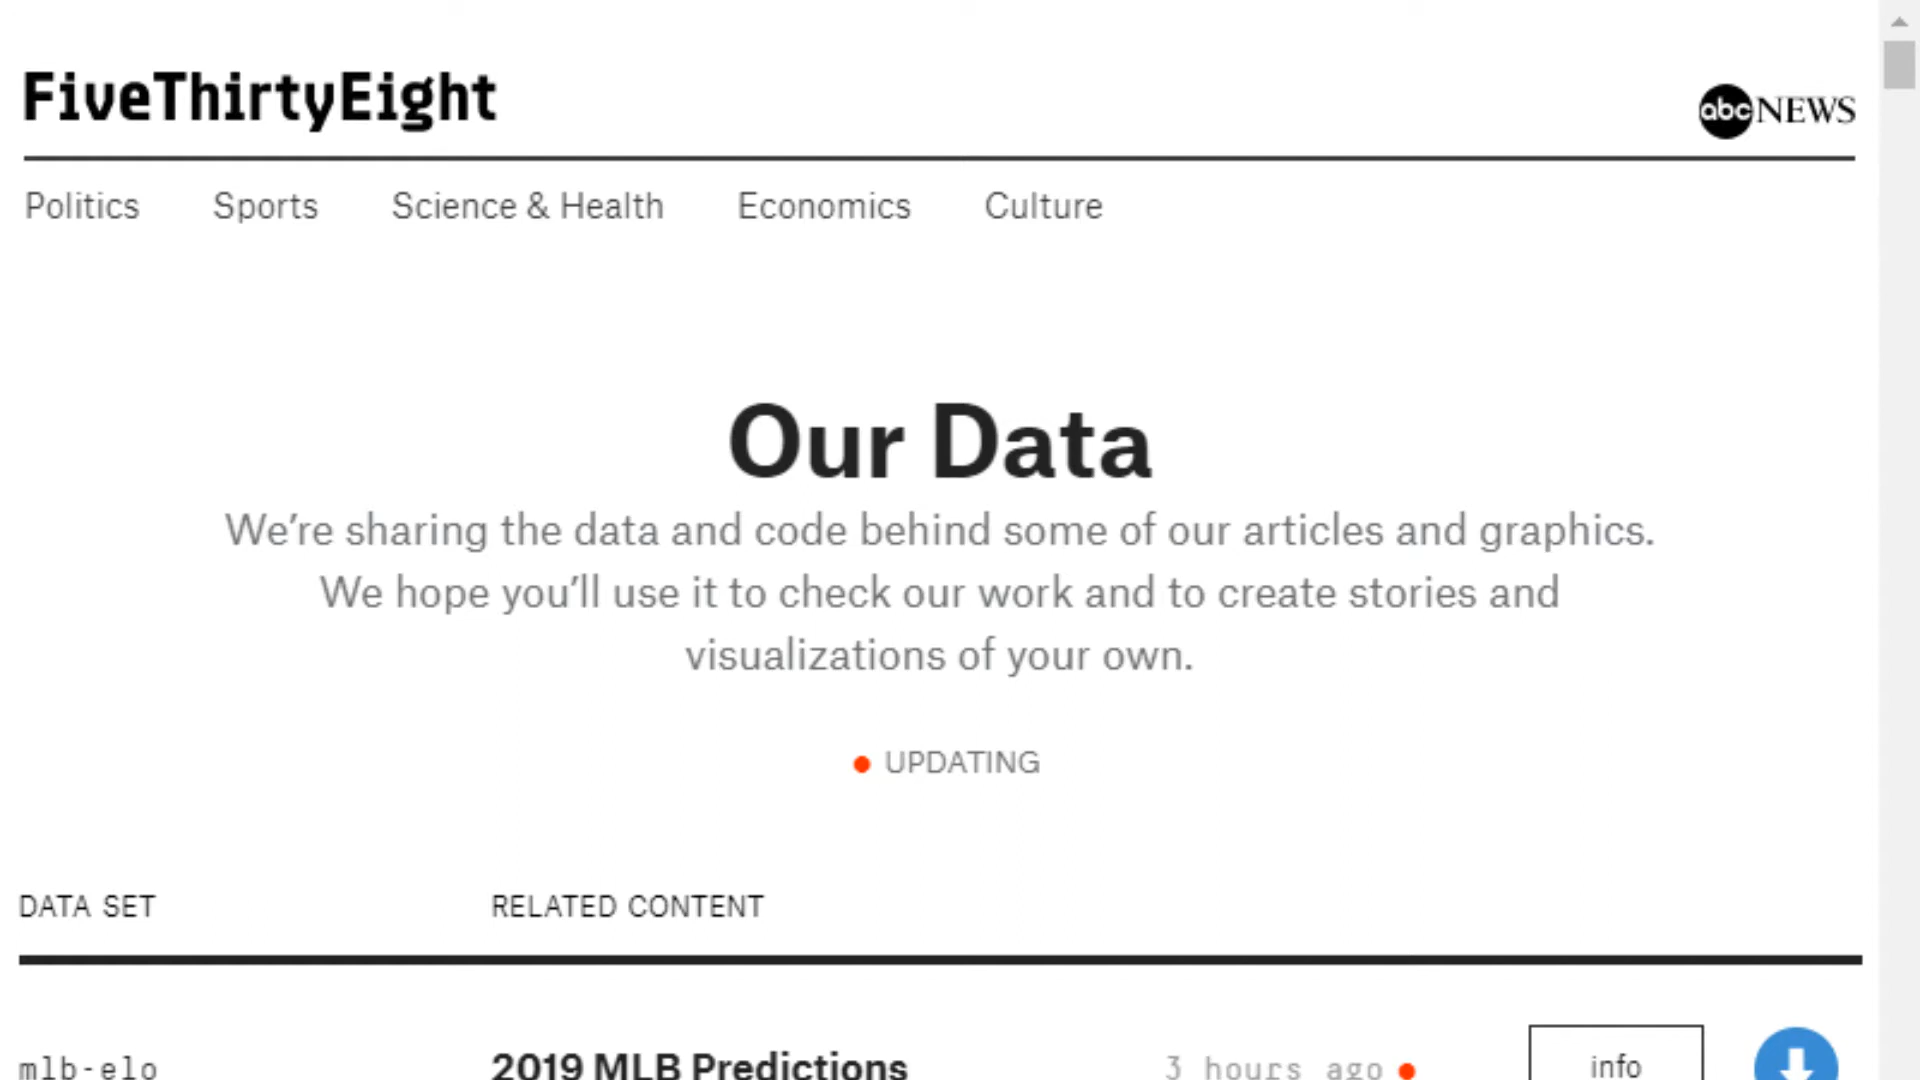 FiveThirtyEight
abc NEWS
Politics Sports Science & Health Economics Culture
Our Data
We’re sharing the data and code behind some of our articles and graphics.
We hope you’ll use it to check our work and to create stories and
visualizations of your own.
UPDATING
DATA SET RELATED CONTENT
mlb-elo 2019 MLB Predictions 3 hours ago info